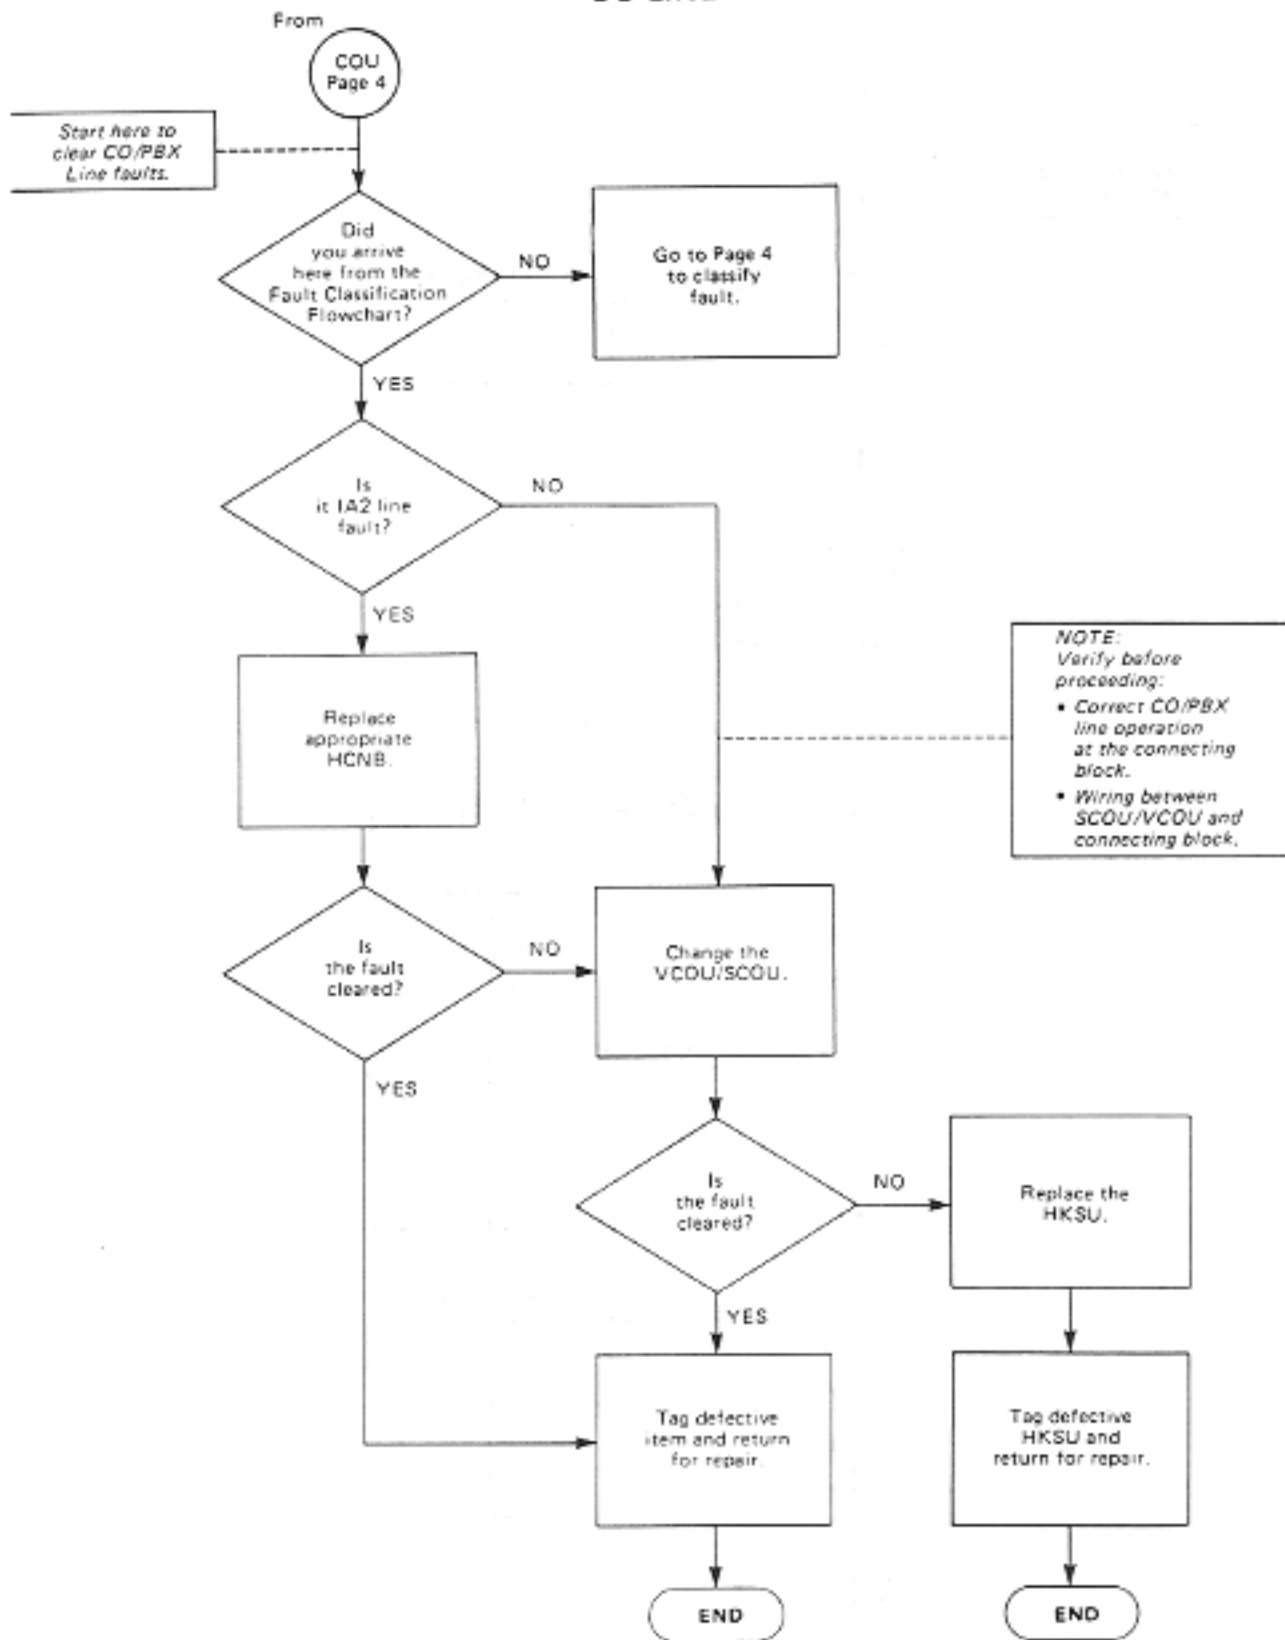 From
COU
Page 4
Start here to
clear CO/PBX
Line faults.
Did
you arrive
here from the
Fault Classification
Flowchart?
NO
Go to Page 4
to classify
fault.
YES
Is
it 1A2 line
fault?
NO
YES
NOTE:
Verify before
proceeding:
• Correct CO/PBX
line operation
at the connecting
block.
• Wiring between
SCOU/VCOU and
connecting block.
Replace
appropriate
HCNB.
Is
the fault
cleared?
NO
Change the
VCOU/SCOU.
YES
Is
the fault
cleared?
NO
Replace the
HKSU.
YES
Tag defective
item and return
for repair.
Tag defective
HKSU and
return for repair.
END
END